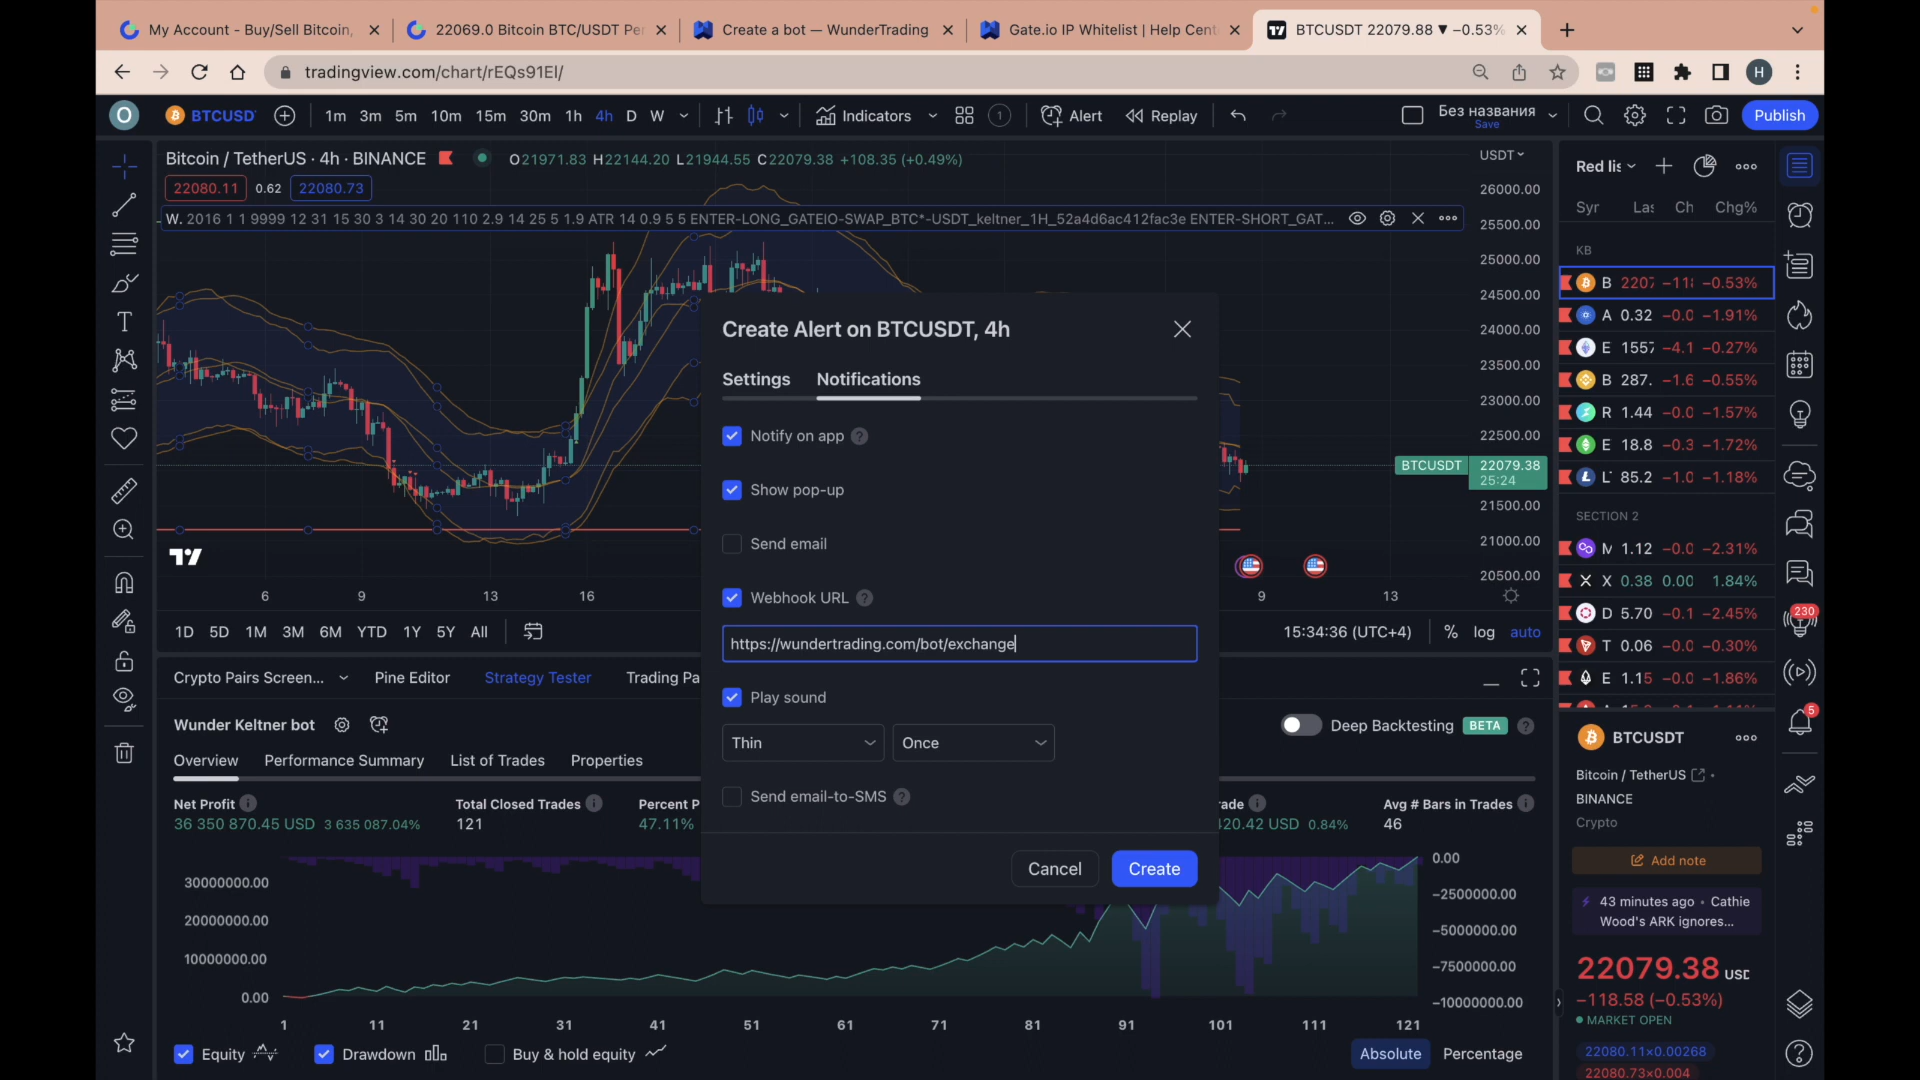 My Account - Buy/Sell Bitcoin,
22069.0 Bitcoin BTC/USDT Per
Create a bot — WunderTrading
Gate.io IP Whitelist | Help Cent
BTCUSDT 22079.88 ▼ −0.53%
tradingview.com/chart/rEQs91EI/
H
O
BTCUSD
1m 3m 5m 10m 15m 30m 1h 4h D W
Indicators
1
Alert
Replay
Без названия
Save
Publish
Bitcoin / TetherUS · 4h · BINANCE
O21971.83 H22144.20 L21944.55 C22079.38 +108.35 (+0.49%)
22080.11 0.62 22080.73
W. 2016 1 1 9999 12 31 15 30 3 14 30 20 110 2.9 14 25 5 1.9 ATR 14 0.9 5 5 ENTER-LONG_GATEIO-SWAP_BTC*-USDT_keltner_1H_52a4d6ac412fac3e ENTER-SHORT_GAT...
USDT
26000.00
25500.00
25000.00
24500.00
24000.00
23500.00
23000.00
22500.00
BTCUSDT 22079.38
25:24
21500.00
21000.00
20500.00
6 9 13 16 9 13
Create Alert on BTCUSDT, 4h
Settings Notifications
Notify on app
Show pop-up
Send email
Webhook URL
https://wundertrading.com/bot/exchange
Play sound
Thin Once
Send email-to-SMS
Cancel Create
1D 5D 1M 3M 6M YTD 1Y 5Y All
15:34:36 (UTC+4) % log auto
Crypto Pairs Screen... Pine Editor Strategy Tester Trading Pa
Wunder Keltner bot
Deep Backtesting BETA
Overview Performance Summary List of Trades Properties
Net Profit
36 350 870.45 USD 3 635 087.04%
Total Closed Trades
121
Percent P
47.11%
rade
420.42 USD 0.84%
Avg # Bars in Trades
46
30000000.00
20000000.00
10000000.00
0.00
0.00
−2500000.00
−5000000.00
−7500000.00
−10000000.00
1 11 21 31 41 51 61 71 81 91 101 111 121
Equity Drawdown Buy & hold equity
Absolute Percentage
Red lis
Syr Las Ch Chg%
KB
B 2207 −118 −0.53%
A 0.32 −0.0 −1.91%
E 1557 −4.1 −0.27%
B 287. −1.6 −0.55%
R 1.44 −0.0 −1.57%
E 18.8 −0.3 −1.72%
L 85.2 −1.0 −1.18%
SECTION 2
M 1.12 −0.0 −2.31%
X 0.38 0.00 1.84%
D 5.70 −0.1 −2.45%
T 0.06 −0.0 −0.30%
E 1.15 −0.0 −1.86%
230
5
BTCUSDT
Bitcoin / TetherUS
BINANCE
Crypto
Add note
43 minutes ago • Cathie
Wood's ARK ignores...
22079.38 USD
−118.58 (−0.53%)
MARKET OPEN
22080.11×0.00268
22080.73×0.004